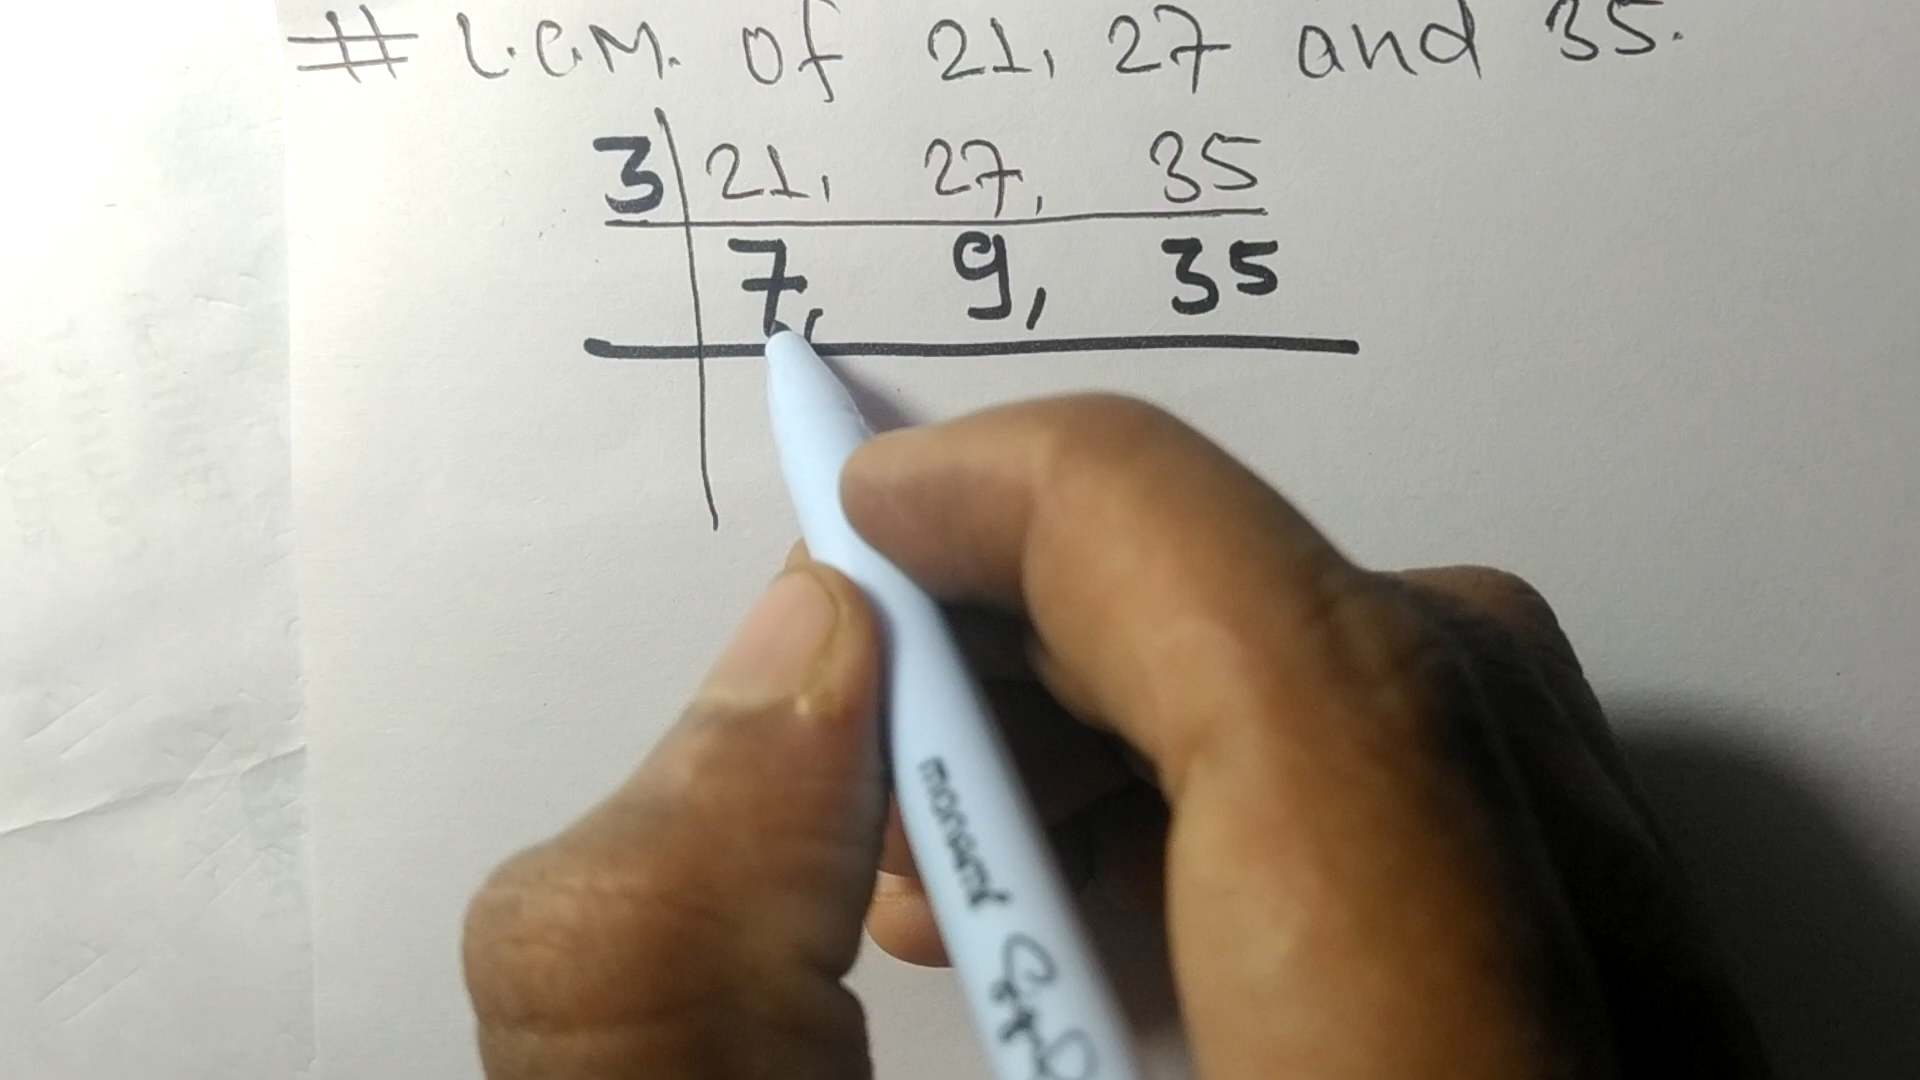 # L.C.M. of 21, 27 and 35.
3 21, 27, 35
7, 9, 35
monami